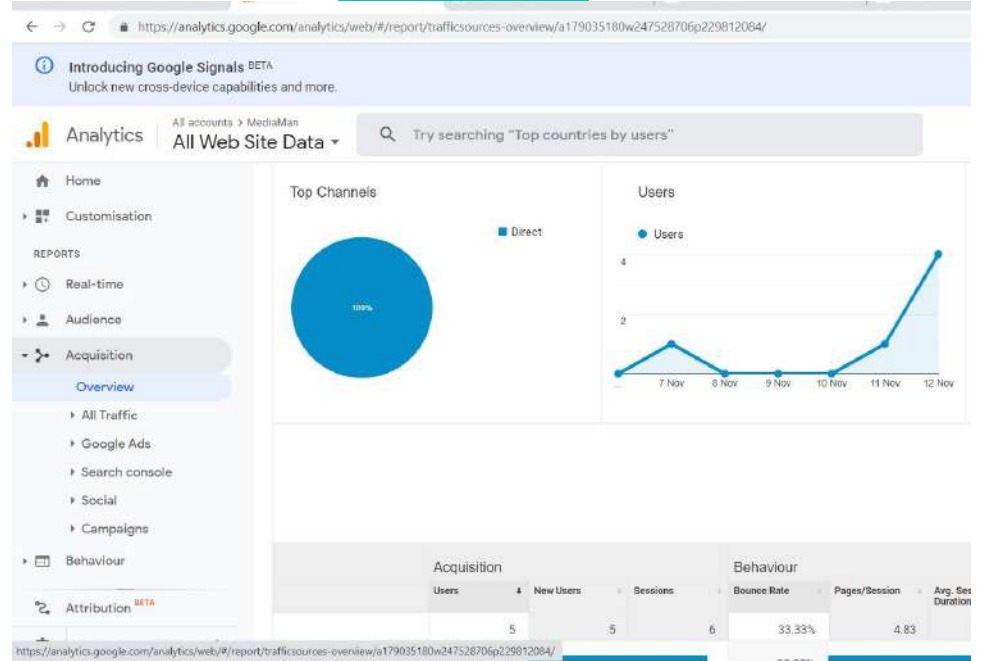 https://analytics.google.com/analytics/web/#/report/trafficsources-overview/a179035180w247528706p229812084/
Introducing Google Signals BETA
Unlock new cross-device capabilities and more.
Analytics
All accounts > MediaMan
All Web Site Data
Try searching "Top countries by users"
Home
Customisation
REPORTS
Real-time
Audience
Acquisition
Overview
All Traffic
Google Ads
Search console
Social
Campaigns
Behaviour
Attribution BETA
Top Channels
Direct
100%
Users
Users
4
2
...
7 Nov 8 Nov 9 Nov 10 Nov 11 Nov 12 Nov
Acquisition Behaviour
Users New Users Sessions Bounce Rate Pages/Session Avg. Ses
Duration
5 5 6 33.33% 4.83
https://analytics.google.com/analytics/web/#/report/trafficsources-overview/a179035180w247528706p229812084/